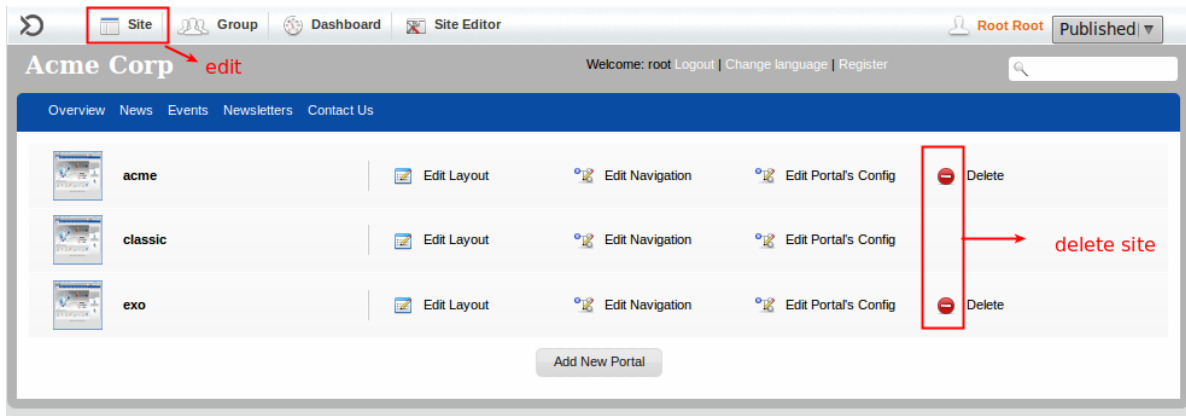 Site Group Dashboard Site Editor Root Root Published
Acme Corp edit Welcome: root Logout | Change language | Register
Overview News Events Newsletters Contact Us
acme Edit Layout Edit Navigation Edit Portal's Config Delete
classic Edit Layout Edit Navigation Edit Portal's Config delete site
exo Edit Layout Edit Navigation Edit Portal's Config Delete
Add New Portal